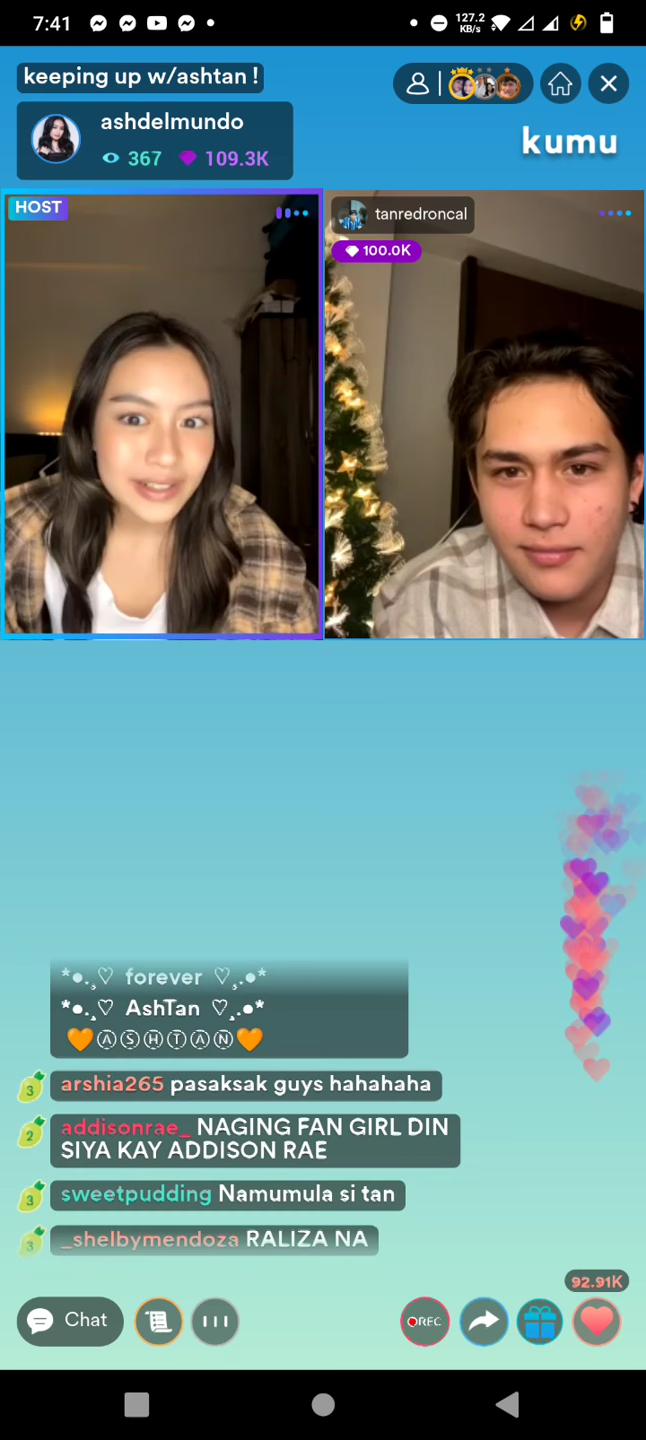 7:41
127.2
KB/s
keeping up w/ashtan !
ashdelmundo
367
109.3K
kumu
HOST
tanredroncal
100.0K
*●.¸♡ forever ♡¸.●*
*●.¸♡ AshTan ♡¸.●*
🧡ⒶⓈⒽⓉⒶⓃ🧡
3
arshia265 pasaksak guys hahahaha
2
addisonrae_ NAGING FAN GIRL DIN
SIYA KAY ADDISON RAE
3
sweetpudding Namumula si tan
3
_shelbymendoza RALIZA NA
92.91K
Chat
REC